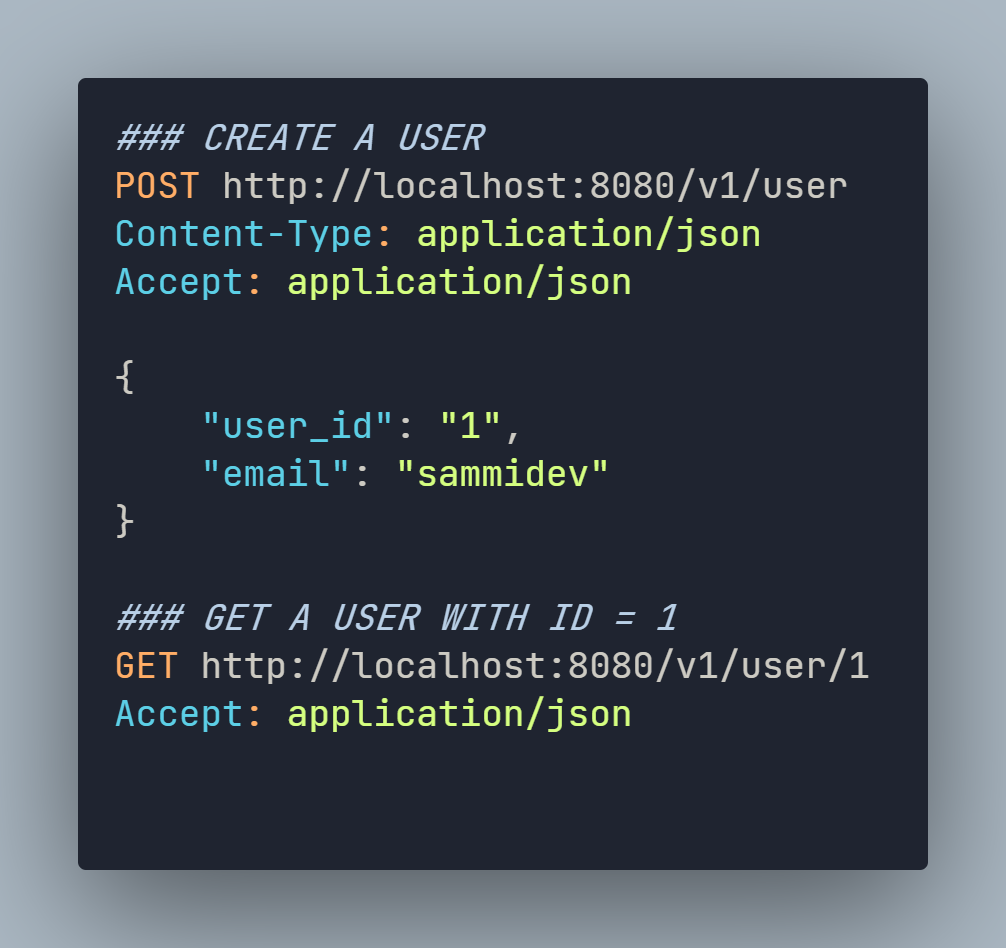 ### CREATE A USER
POST http://localhost:8080/v1/user
Content-Type: application/json
Accept: application/json

{
    "user_id": "1",
    "email": "sammidev"
}

### GET A USER WITH ID = 1
GET http://localhost:8080/v1/user/1
Accept: application/json